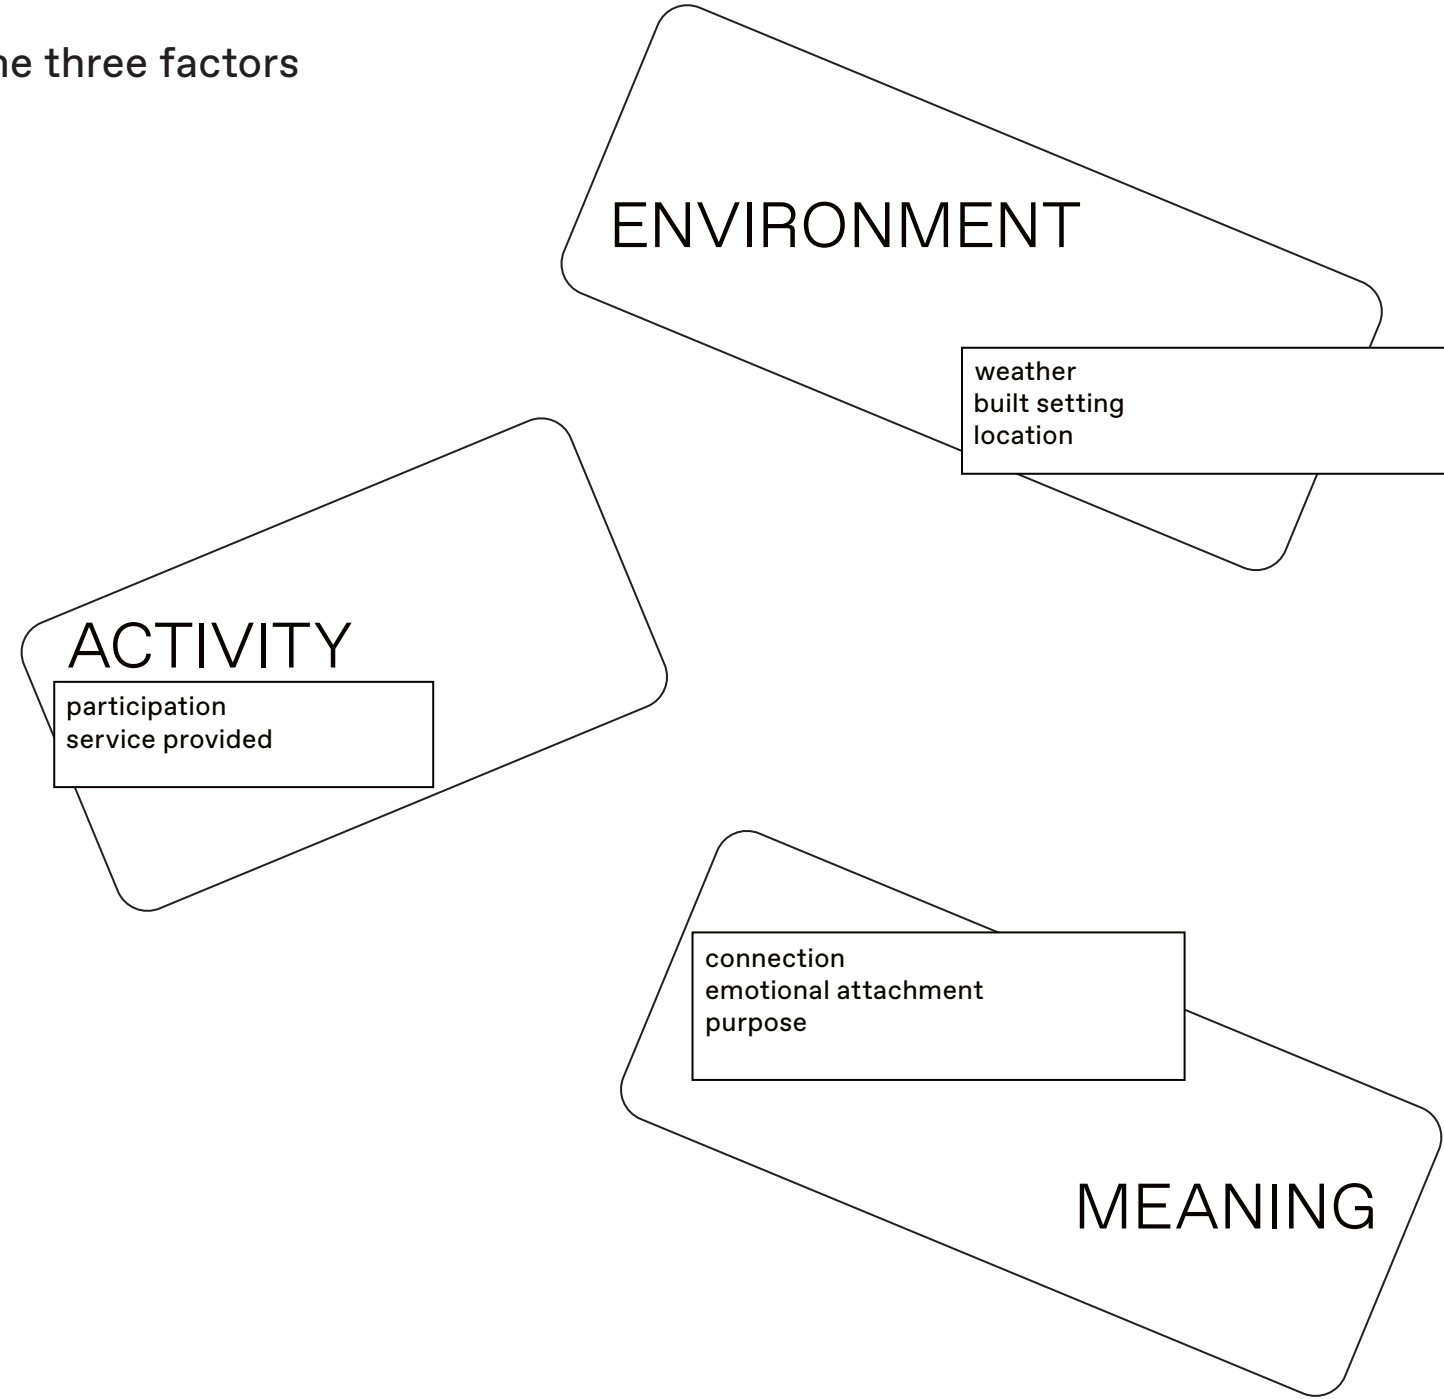 he three factors
ENVIRONMENT
weather
built setting
location
ACTIVITY
participation
service provided
connection
emotional attachment
purpose
MEANING